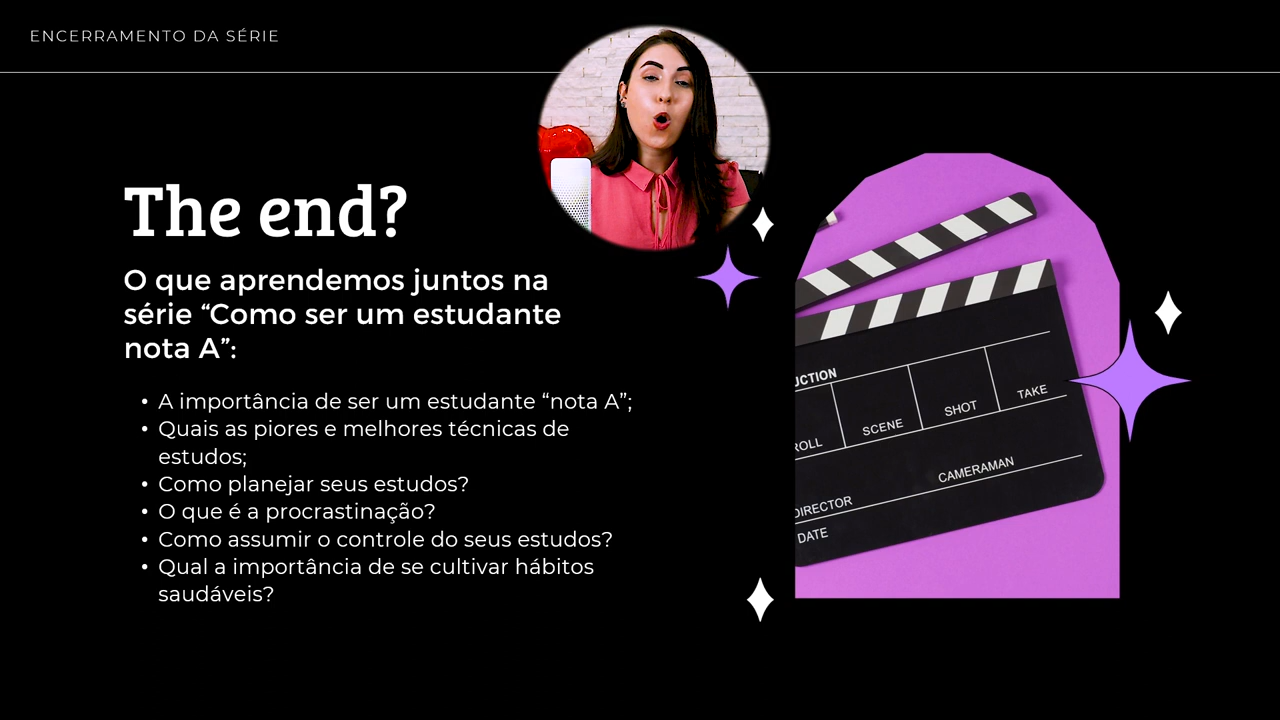 ENCERRAMENTO DA SÉRIE
The end?
O que aprendemos juntos na
série “Como ser um estudante
nota A”:
• A importância de ser um estudante “nota A”;
• Quais as piores e melhores técnicas de
estudos;
• Como planejar seus estudos?
• O que é a procrastinação?
• Como assumir o controle do seus estudos?
• Qual a importância de se cultivar hábitos
saudáveis?
UCTION
ROLL SCENE SHOT TAKE
DIRECTOR CAMERAMAN
DATE